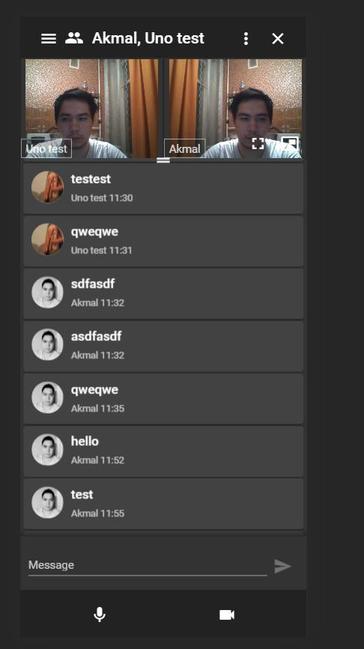 Akmal, Uno test
Uno test
Akmal
testest
Uno test 11:30
qweqwe
Uno test 11:31
sdfasdf
Akmal 11:32
asdfasdf
Akmal 11:32
qweqwe
Akmal 11:35
hello
Akmal 11:52
test
Akmal 11:55
Message